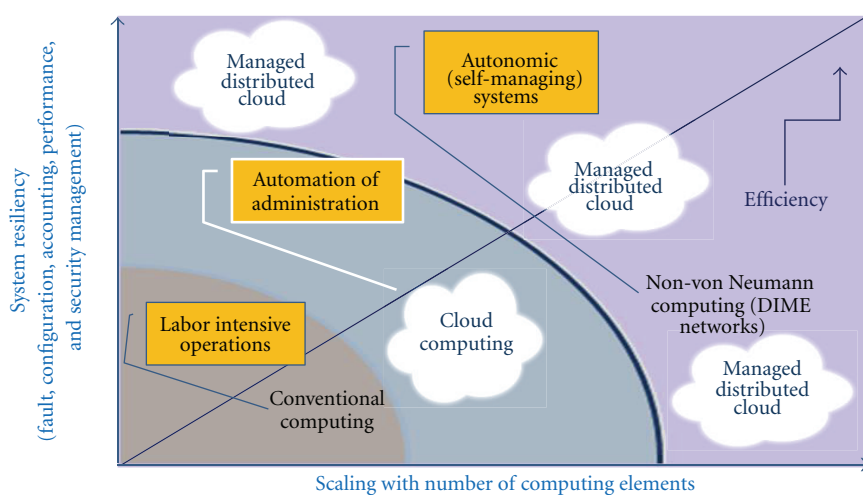 System resiliency
(fault, configuration, accounting, performance,
and security management)
Managed
distributed
cloud
Autonomic
(self-managing)
systems
Managed
distributed
cloud
Efficiency
Automation of
administration
Non-von Neumann
computing (DIME
networks)
Labor intensive
operations
Cloud
computing
Managed
distributed
cloud
Conventional
computing
Scaling with number of computing elements